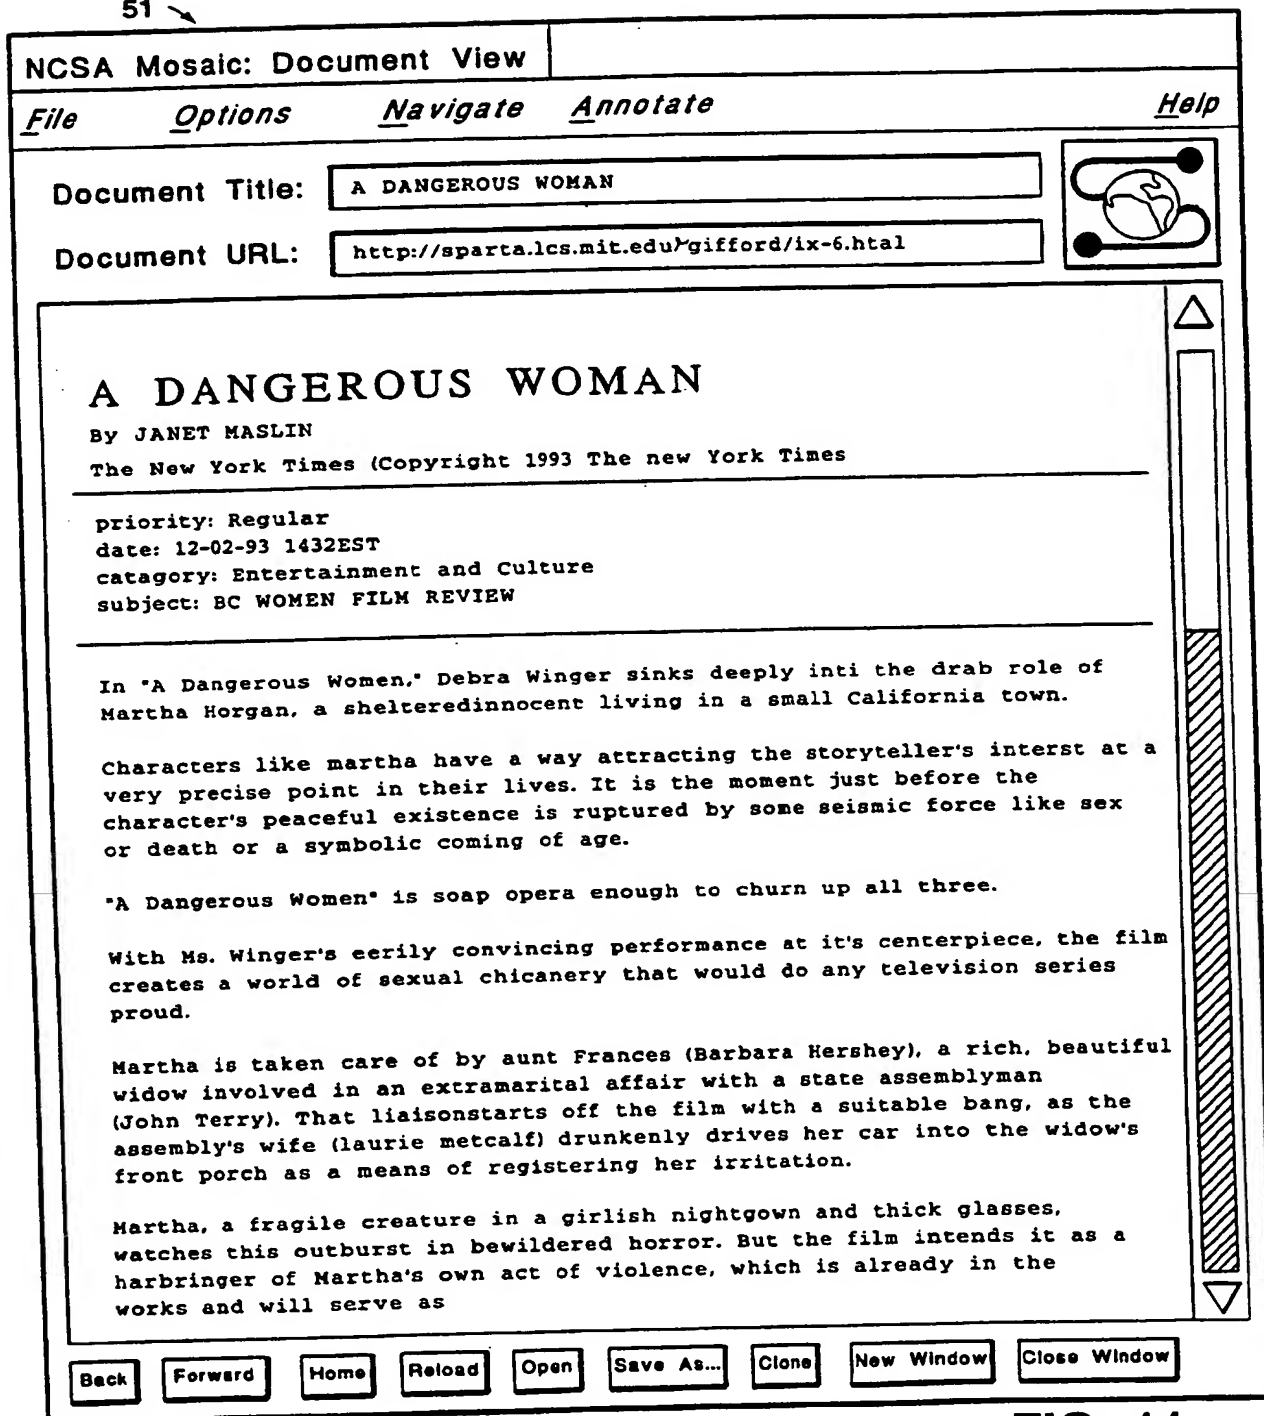 51
NCSA Mosaic: Document View
File Options Navigate Annotate Help
Document Title: A DANGEROUS WOMAN
Document URL: http://sparta.lcs.mit.edu/~gifford/ix-6.htal
A DANGEROUS WOMAN
By JANET MASLIN
The New York Times (Copyright 1993 The new York Times
priority: Regular
date: 12-02-93 1432EST
catagory: Entertainment and Culture
subject: BC WOMEN FILM REVIEW
In "A Dangerous Women," Debra Winger sinks deeply inti the drab role of
Martha Horgan, a shelteredinnocent living in a small California town.
Characters like martha have a way attracting the storyteller's interst at a
very precise point in their lives. It is the moment just before the
character's peaceful existence is ruptured by some seismic force like sex
or death or a symbolic coming of age.
"A Dangerous Women" is soap opera enough to churn up all three.
With Ms. Winger's eerily convincing performance at it's centerpiece, the film
creates a world of sexual chicanery that would do any television series
proud.
Martha is taken care of by aunt Frances (Barbara Hershey), a rich, beautiful
widow involved in an extramarital affair with a state assemblyman
(John Terry). That liaisonstarts off the film with a suitable bang, as the
assembly's wife (laurie metcalf) drunkenly drives her car into the widow's
front porch as a means of registering her irritation.
Martha, a fragile creature in a girlish nightgown and thick glasses,
watches this outburst in bewildered horror. But the film intends it as a
harbringer of Martha's own act of violence, which is already in the
works and will serve as
Back Forward Home Reload Open Save As... Clone New Window Close Window